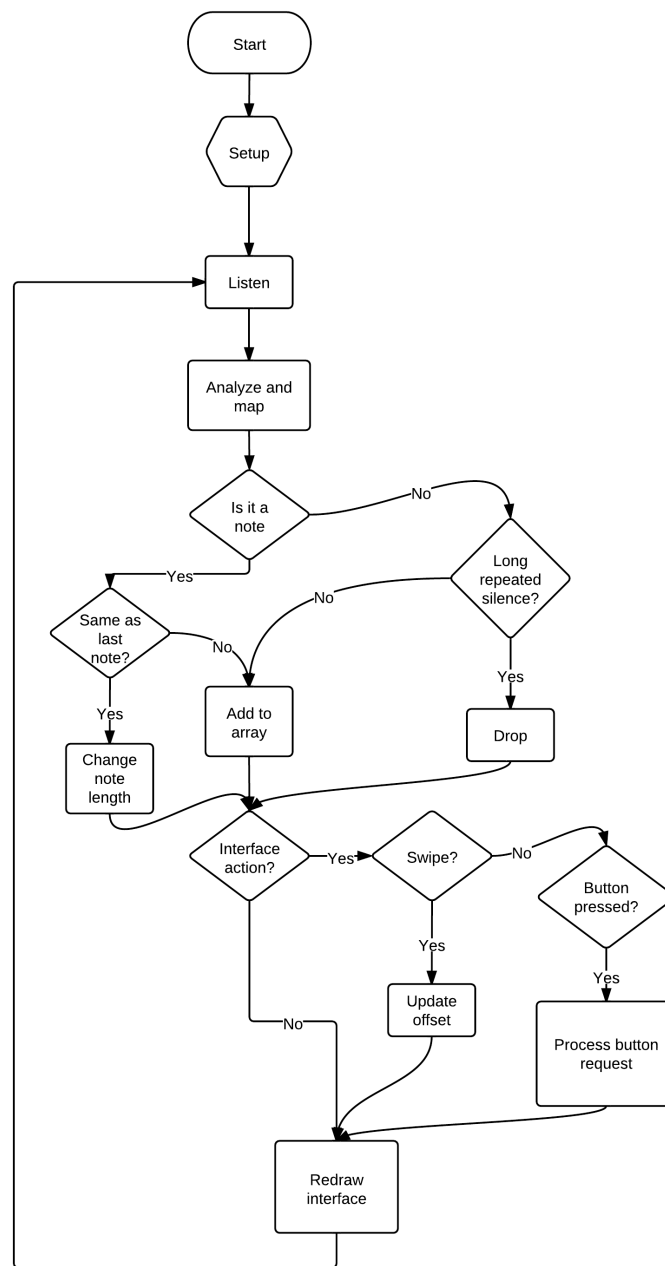 Start
Setup
Listen
Analyze and
map
Is it a
note
No
Long
repeated
silence?
Yes
No
Same as
last
note?
No
Yes
Yes
Add to
array
Drop
Change
note
length
Interface
action?
Yes
Swipe?
No
Button
pressed?
Yes
Yes
Update
offset
No
Process button
request
Redraw
interface